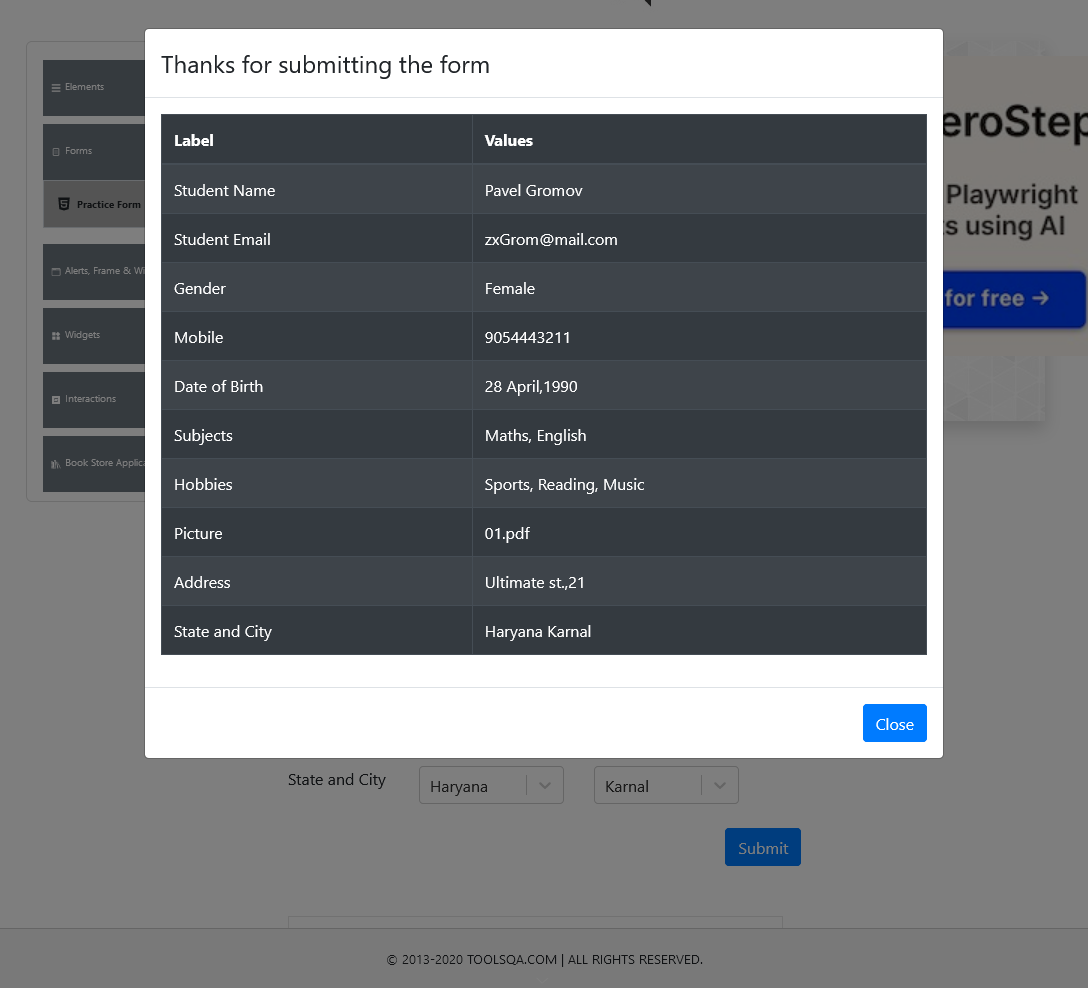 Thanks for submitting the form
Label Values
Student Name Pavel Gromov
Student Email zxGrom@mail.com
Gender Female
Mobile 9054443211
Date of Birth 28 April,1990
Subjects Maths, English
Hobbies Sports, Reading, Music
Picture 01.pdf
Address Ultimate st.,21
State and City Haryana Karnal
Close
Elements
Forms
Practice Form
Alerts, Frame & Wi
Widgets
Interactions
Book Store Applica
eroStep
Playwright
s using AI
for free →
State and City Haryana Karnal
Submit
© 2013-2020 TOOLSQA.COM | ALL RIGHTS RESERVED.